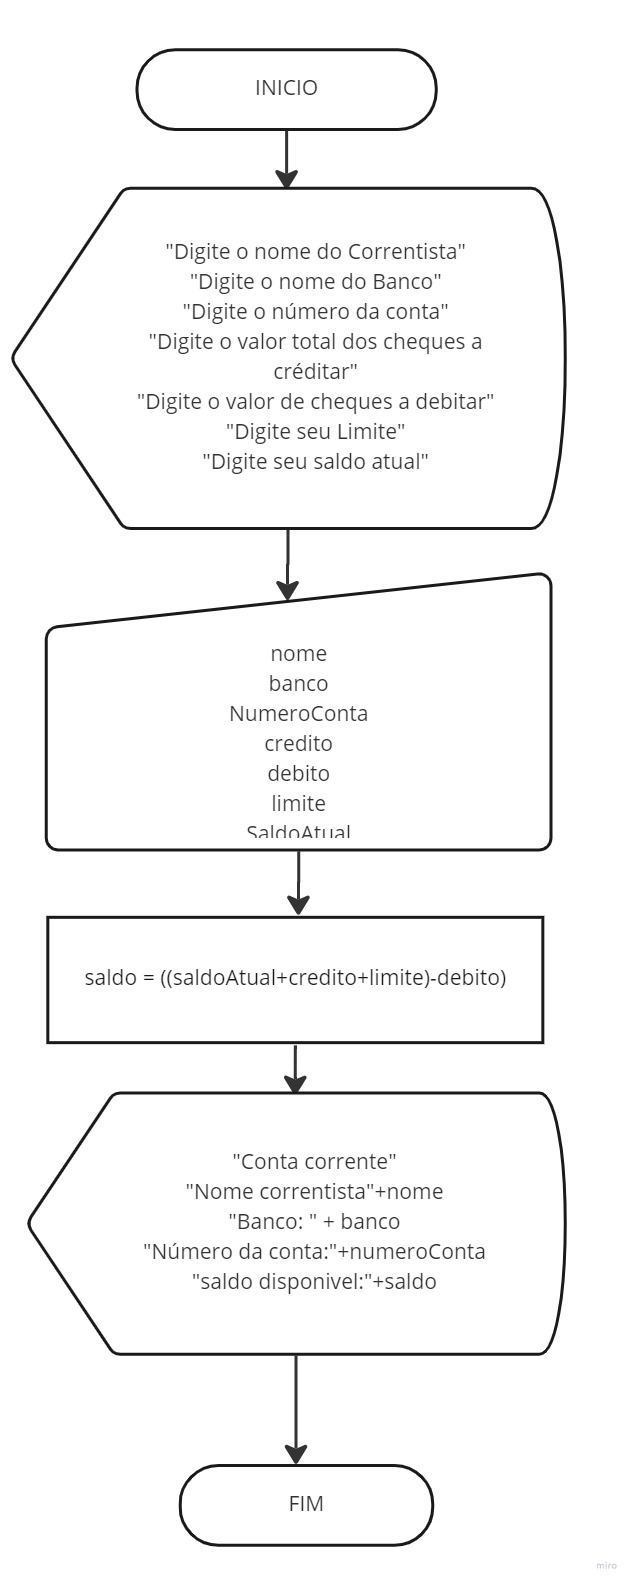 INICIO
"Digite o nome do Correntista"
"Digite o nome do Banco"
"Digite o número da conta"
"Digite o valor total dos cheques a
créditar"
"Digite o valor de cheques a debitar"
"Digite seu Limite"
"Digite seu saldo atual"
nome
banco
NumeroConta
credito
debito
limite
SaldoAtual
saldo = ((saldoAtual+credito+limite)-debito)
"Conta corrente"
"Nome correntista"+nome
"Banco: " + banco
"Número da conta:"+numeroConta
"saldo disponivel:"+saldo
FIM
miro